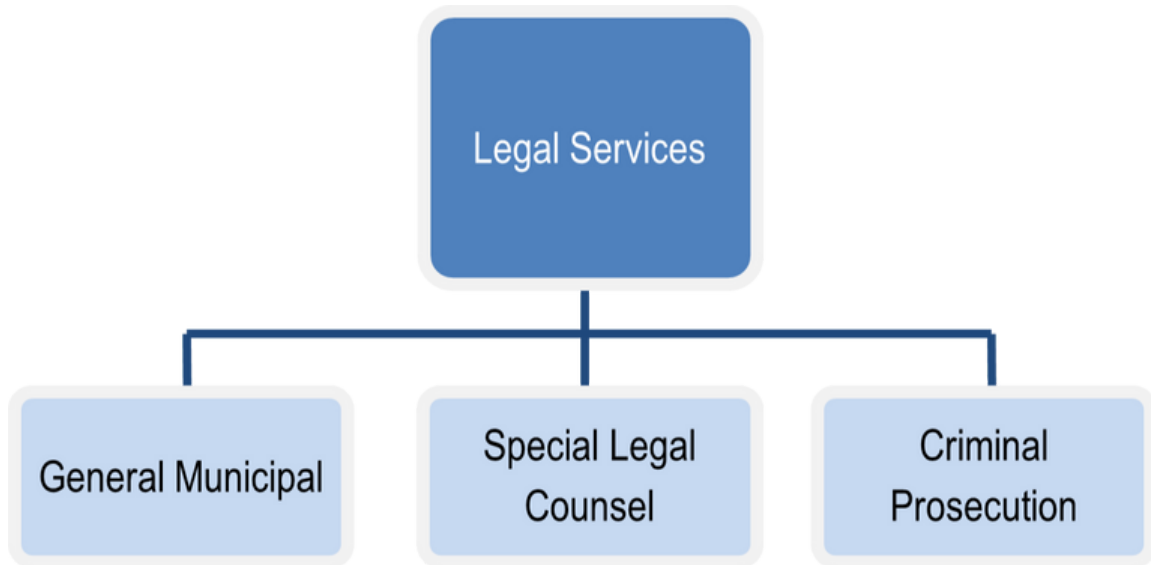 Legal Services
General Municipal
Special Legal
Counsel
Criminal
Prosecution